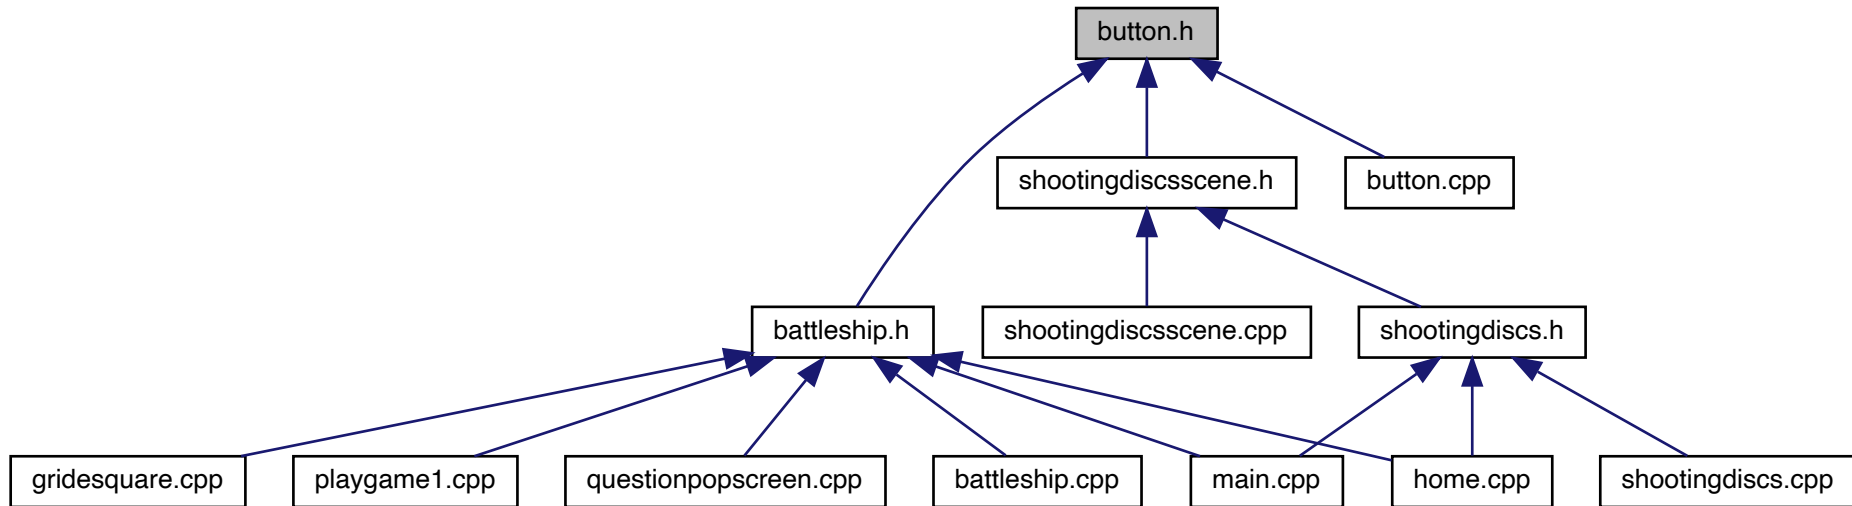 button.h
shootingdiscsscene.h
button.cpp
battleship.h
shootingdiscsscene.cpp
shootingdiscs.h
gridesquare.cpp
playgame1.cpp
questionpopscreen.cpp
battleship.cpp
main.cpp
home.cpp
shootingdiscs.cpp